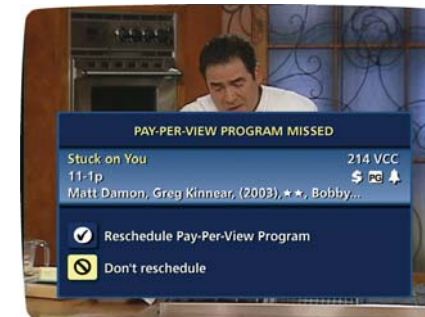 PAY-PER-VIEW PROGRAM MISSED
Stuck on You 214 VCC
11-1p $ PG
Matt Damon, Greg Kinnear, (2003),★★, Bobby...
Reschedule Pay-Per-View Program
Don't reschedule